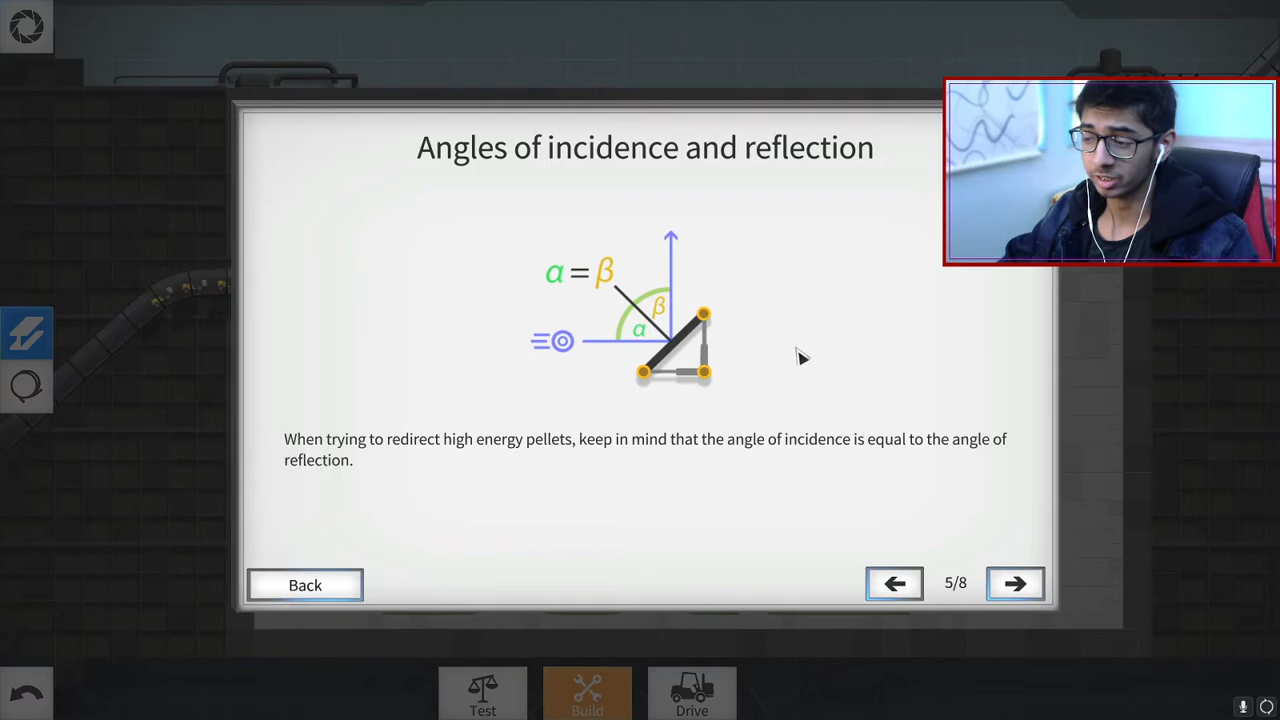 Angles of incidence and reflection
α = β
β
α
When trying to redirect high energy pellets, keep in mind that the angle of incidence is equal to the angle of
reflection.
Back
5/8
Test
Build
Drive